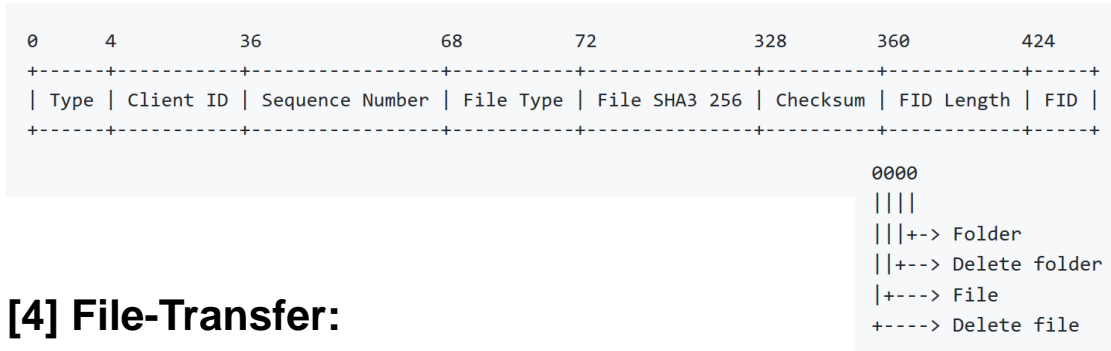 0 4 36 68 72 328 360 424
+------+-----------+-----------------+-----------+---------------+----------+------------+-----+
| Type | Client ID | Sequence Number | File Type | File SHA3 256 | Checksum | FID Length | FID |
+------+-----------+-----------------+-----------+---------------+----------+------------+-----+
0000
||||
|||+-> Folder
||+--> Delete folder
|+---> File
+----> Delete file
[4] File-Transfer: